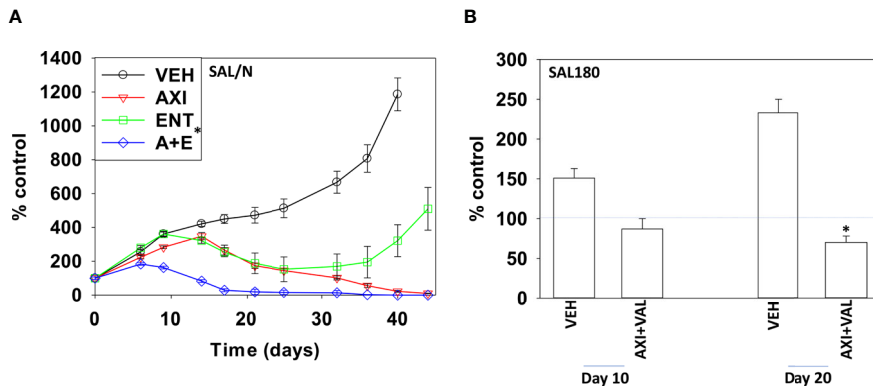 A
1400
1200
1000
800
600
400
200
0
% control
VEH
AXI
ENT
A+E*
SAL/N
0
10
20
30
40
Time (days)
B
300
250
200
150
100
50
0
% control
SAL180
*
VEH
AXI+VAL
VEH
AXI+VAL
Day 10
Day 20